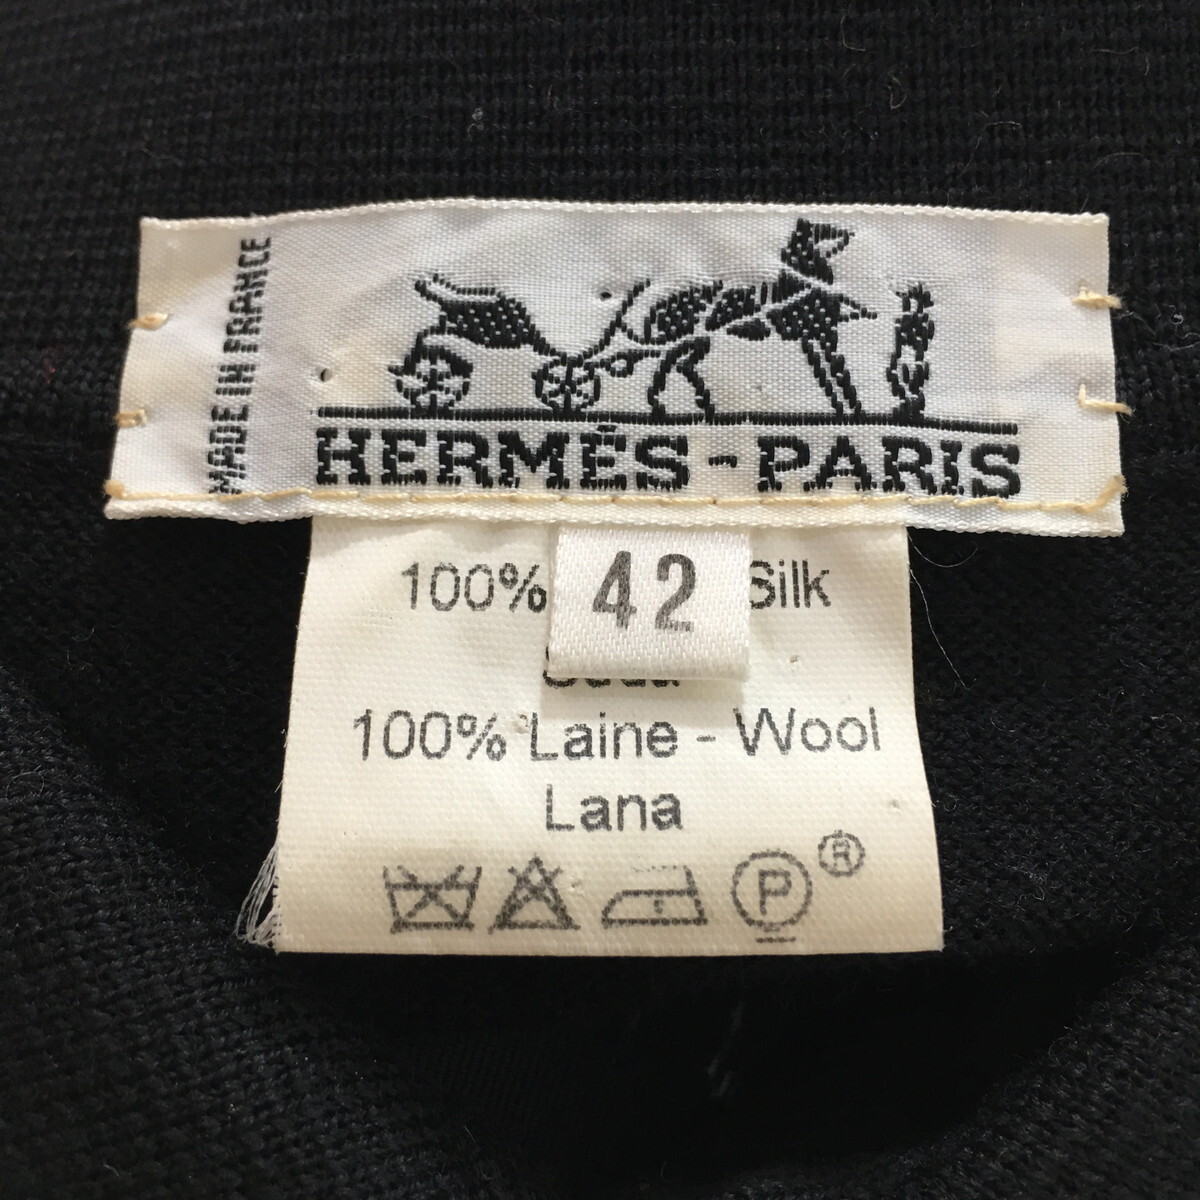 MADE IN FRANCE
HERMÈS-PARIS
42
100% Silk
100% Laine - Wool
Lana
P ®